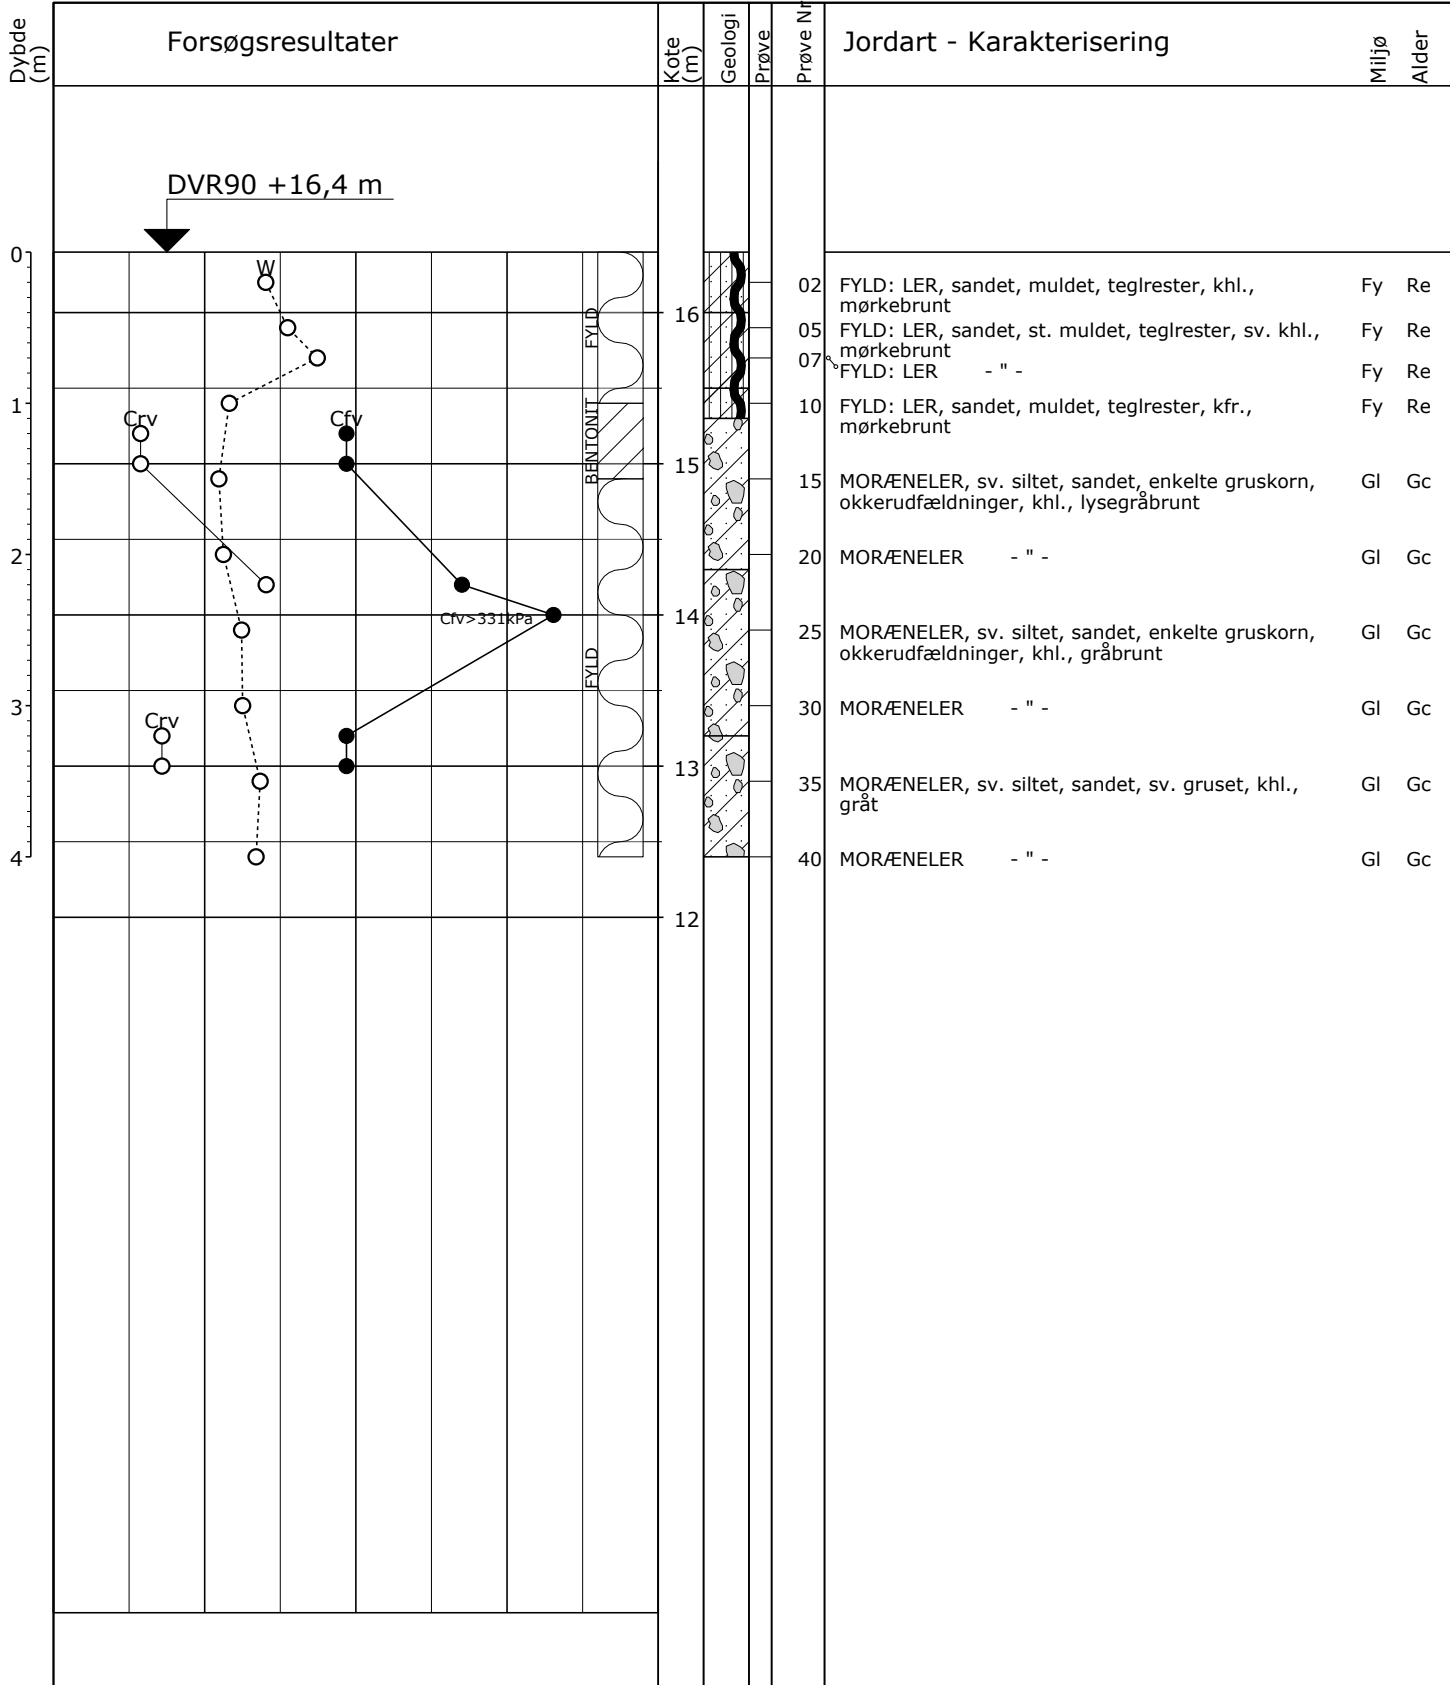 Dybde (m)
Forsøgsresultater
Kote (m)
Geologi
Prøve
Prøve Nr
Jordart - Karakterisering
Miljø
Alder
DVR90 +16,4 m
0
W
02 FYLD: LER, sandet, muldet, teglrester, khl., Fy Re
mørkebrunt
16
FYLD
05 FYLD: LER, sandet, st. muldet, teglrester, sv. khl., Fy Re
mørkebrunt
07 FYLD: LER - " - Fy Re
1
Crv
Cfv
10 FYLD: LER, sandet, muldet, teglrester, kfr., Fy Re
mørkebrunt
BENTONIT
15
15 MORÆNELER, sv. siltet, sandet, enkelte gruskorn, Gl Gc
okkerudfældninger, khl., lysegråbrunt
2
20 MORÆNELER - " - Gl Gc
Cfv>331kPa
14
25 MORÆNELER, sv. siltet, sandet, enkelte gruskorn, Gl Gc
okkerudfældninger, khl., gråbrunt
FYLD
3
30 MORÆNELER - " - Gl Gc
Crv
13
35 MORÆNELER, sv. siltet, sandet, sv. gruset, khl., Gl Gc
gråt
4
40 MORÆNELER - " - Gl Gc
12